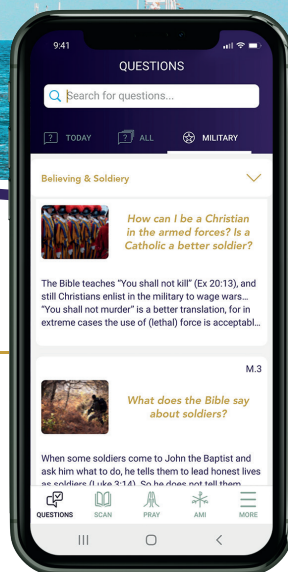 9:41
QUESTIONS
Search for questions...
TODAY
ALL
MILITARY
Believing & Soldiery
How can I be a Christian
in the armed forces? Is a
Catholic a better soldier?
The Bible teaches “You shall not kill” (Ex 20:13), and
still Christians enlist in the military to wage wars...
“You shall not murder” is a better translation, for in
extreme cases the use of (lethal) force is acceptabl...
M.3
What does the Bible say
about soldiers?
When some soldiers come to John the Baptist and
ask him what to do, he tells them to lead honest lives
as soldiers (Luke 3:14). So he does not tell them
QUESTIONS
SCAN
PRAY
AMI
MORE